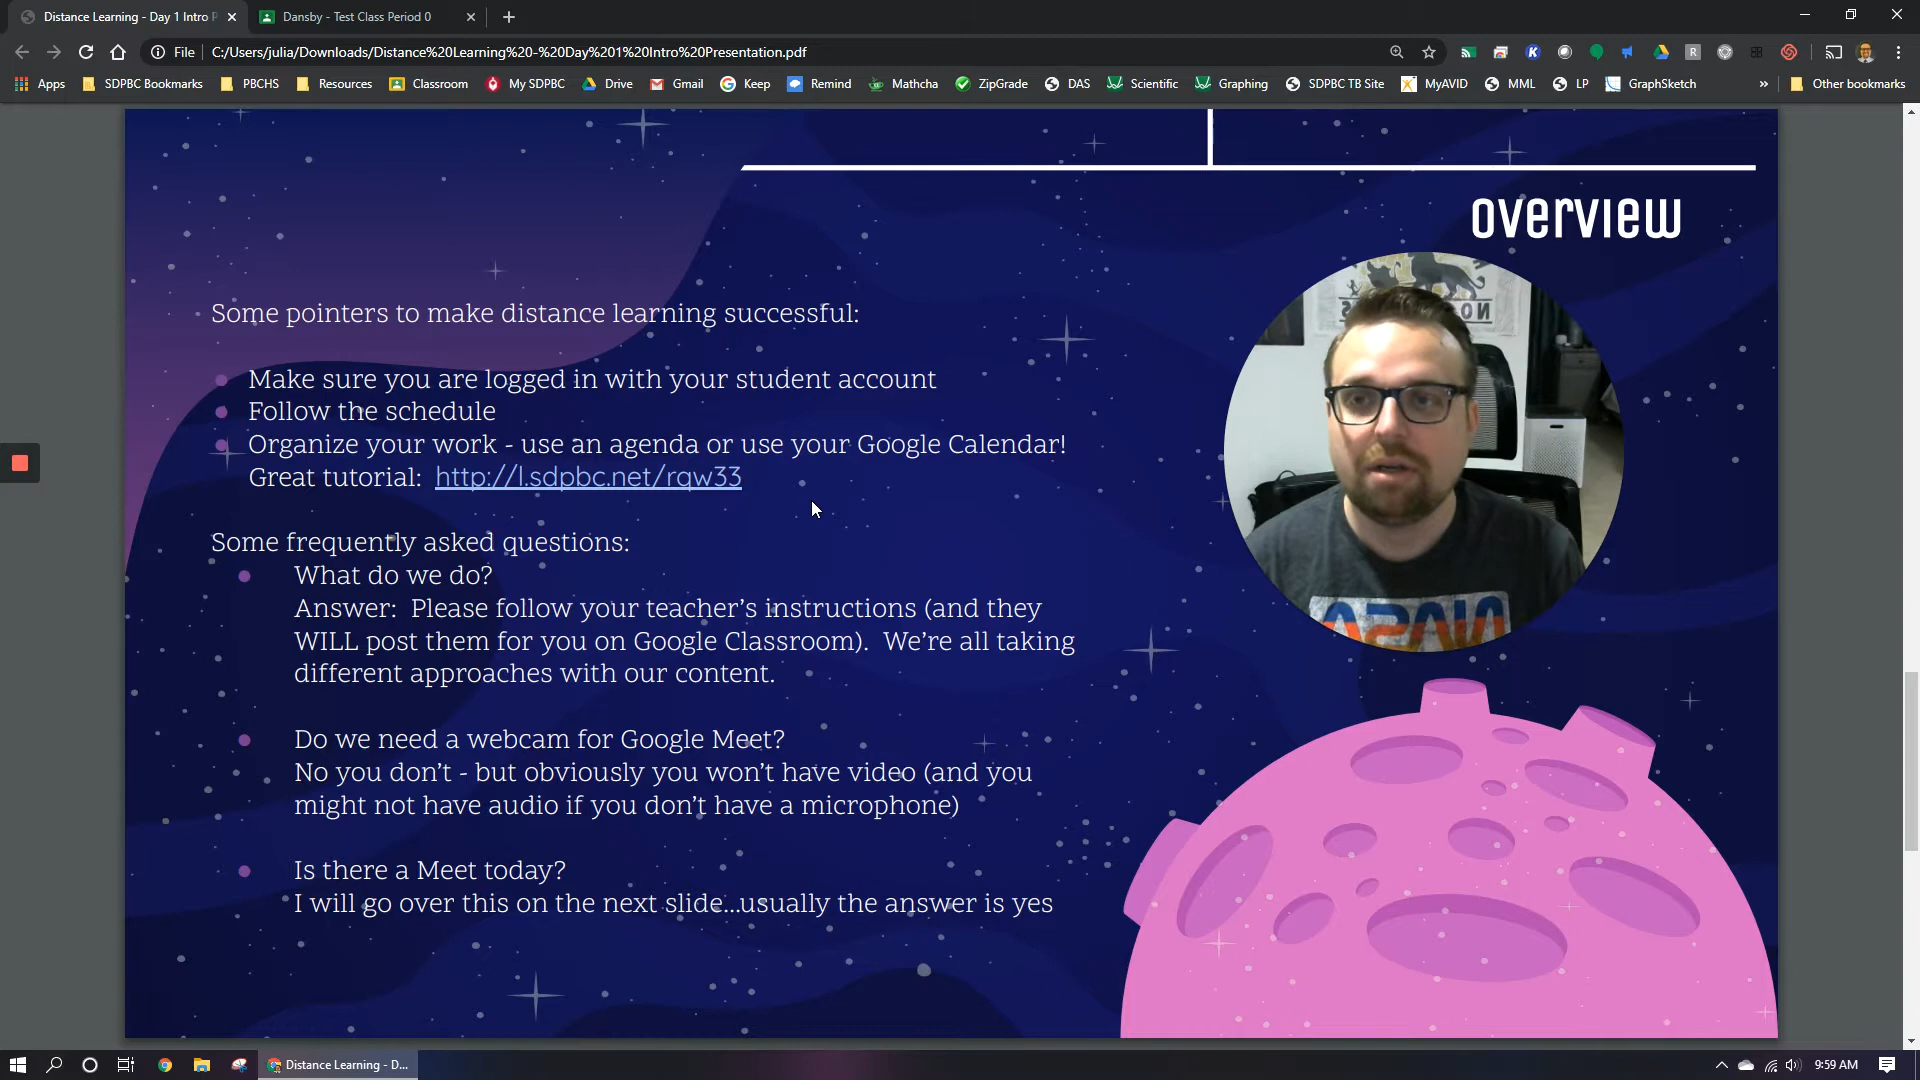 Distance Learning - Day 1 Intro P
Dansby - Test Class Period 0
File
C:/Users/julia/Downloads/Distance%20Learning%20-%20Day%201%20Intro%20Presentation.pdf
Apps
SDPBC Bookmarks
PBCHS
Resources
Classroom
My SDPBC
Drive
Gmail
Keep
Remind
Mathcha
ZipGrade
DAS
Scientific
Graphing
SDPBC TB Site
MyAVID
MML
LP
GraphSketch
»
Other bookmarks
overview
Some pointers to make distance learning successful:
Make sure you are logged in with your student account
Follow the schedule
Organize your work - use an agenda or use your Google Calendar!
Great tutorial: http://l.sdpbc.net/rqw33
Some frequently asked questions:
What do we do?
Answer: Please follow your teacher's instructions (and they
WILL post them for you on Google Classroom). We're all taking
different approaches with our content.
Do we need a webcam for Google Meet?
No you don't - but obviously you won't have video (and you
might not have audio if you don't have a microphone)
Is there a Meet today?
I will go over this on the next slide...usually the answer is yes
NASA
Distance Learning - D...
9:59 AM